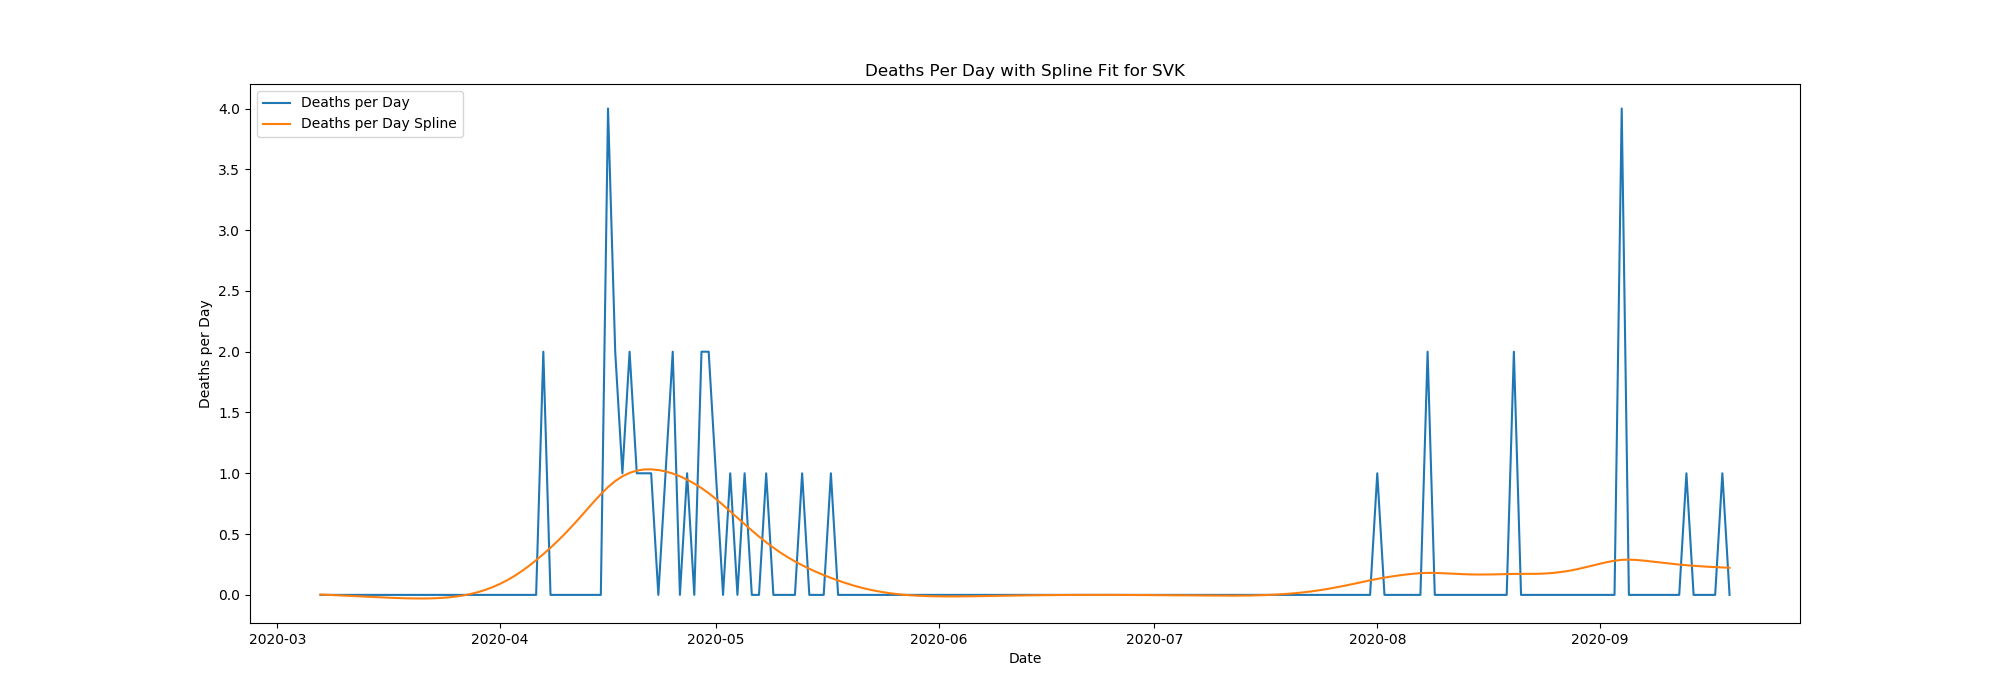 Deaths Per Day with Spline Fit for SVK
Deaths per Day
Deaths per Day Spline
4.0
3.5
3.0
2.5
2.0
1.5
1.0
0.5
0.0
Deaths per Day
2020-03 2020-04 2020-05 2020-06 2020-07 2020-08 2020-09
Date